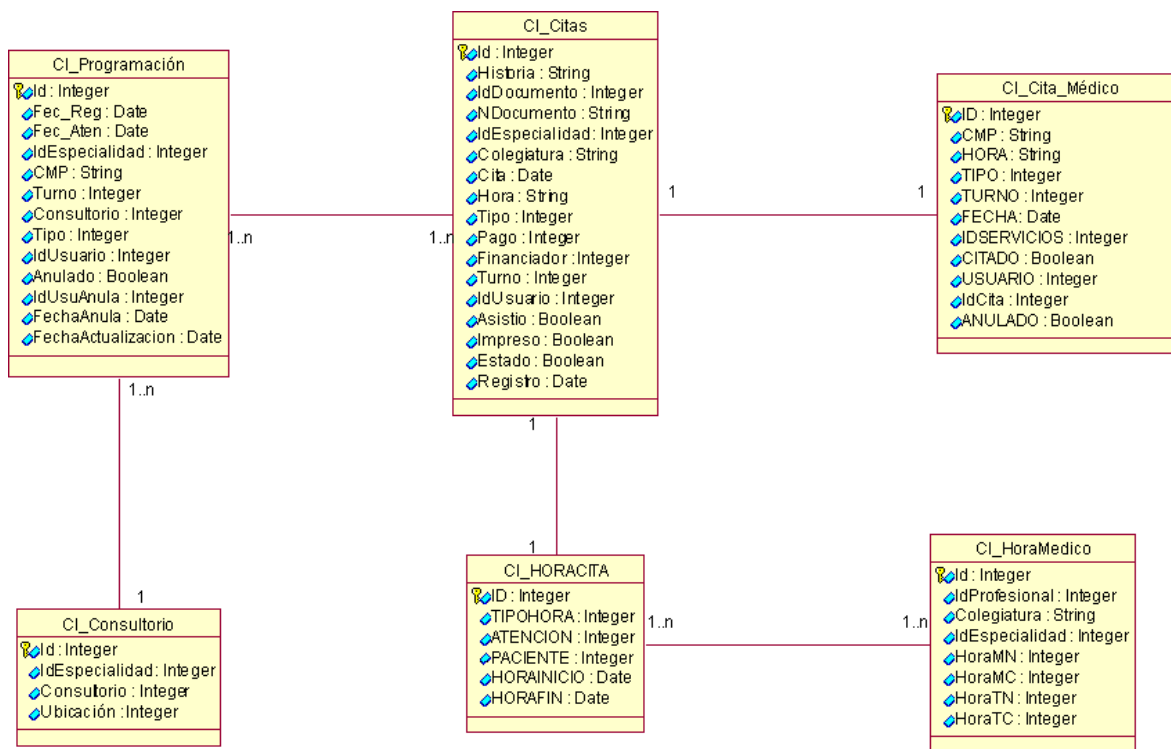 CI_Programación
Id : Integer
Fec_Reg : Date
Fec_Aten : Date
IdEspecialidad : Integer
CMP : String
Turno : Integer
Consultorio : Integer
Tipo : Integer
IdUsuario : Integer
Anulado : Boolean
IdUsuAnula : Integer
FechaAnula : Date
FechaActualizacion : Date
1..n
1..n
CI_Citas
Id : Integer
Historia : String
IdDocumento : Integer
NDocumento : String
IdEspecialidad : Integer
Colegiatura : String
Cita : Date
Hora : String
Tipo : Integer
Pago : Integer
Financiador : Integer
Turno : Integer
IdUsuario : Integer
Asistio : Boolean
Impreso : Boolean
Estado : Boolean
Registro : Date
1
1
CI_Cita_Médico
ID : Integer
CMP : String
HORA : String
TIPO : Integer
TURNO : Integer
FECHA : Date
IDSERVICIOS : Integer
CITADO : Boolean
USUARIO : Integer
IdCita : Integer
ANULADO : Boolean
1..n
1
CI_Consultorio
Id : Integer
IdEspecialidad : Integer
Consultorio : Integer
Ubicación : Integer
1
1
CI_HORACITA
ID : Integer
TIPOHORA : Integer
ATENCION : Integer
PACIENTE : Integer
HORAINICIO : Date
HORAFIN : Date
1..n
1..n
CI_HoraMedico
Id : Integer
IdProfesional : Integer
Colegiatura : String
IdEspecialidad : Integer
HoraMN : Integer
HoraMC : Integer
HoraTN : Integer
HoraTC : Integer